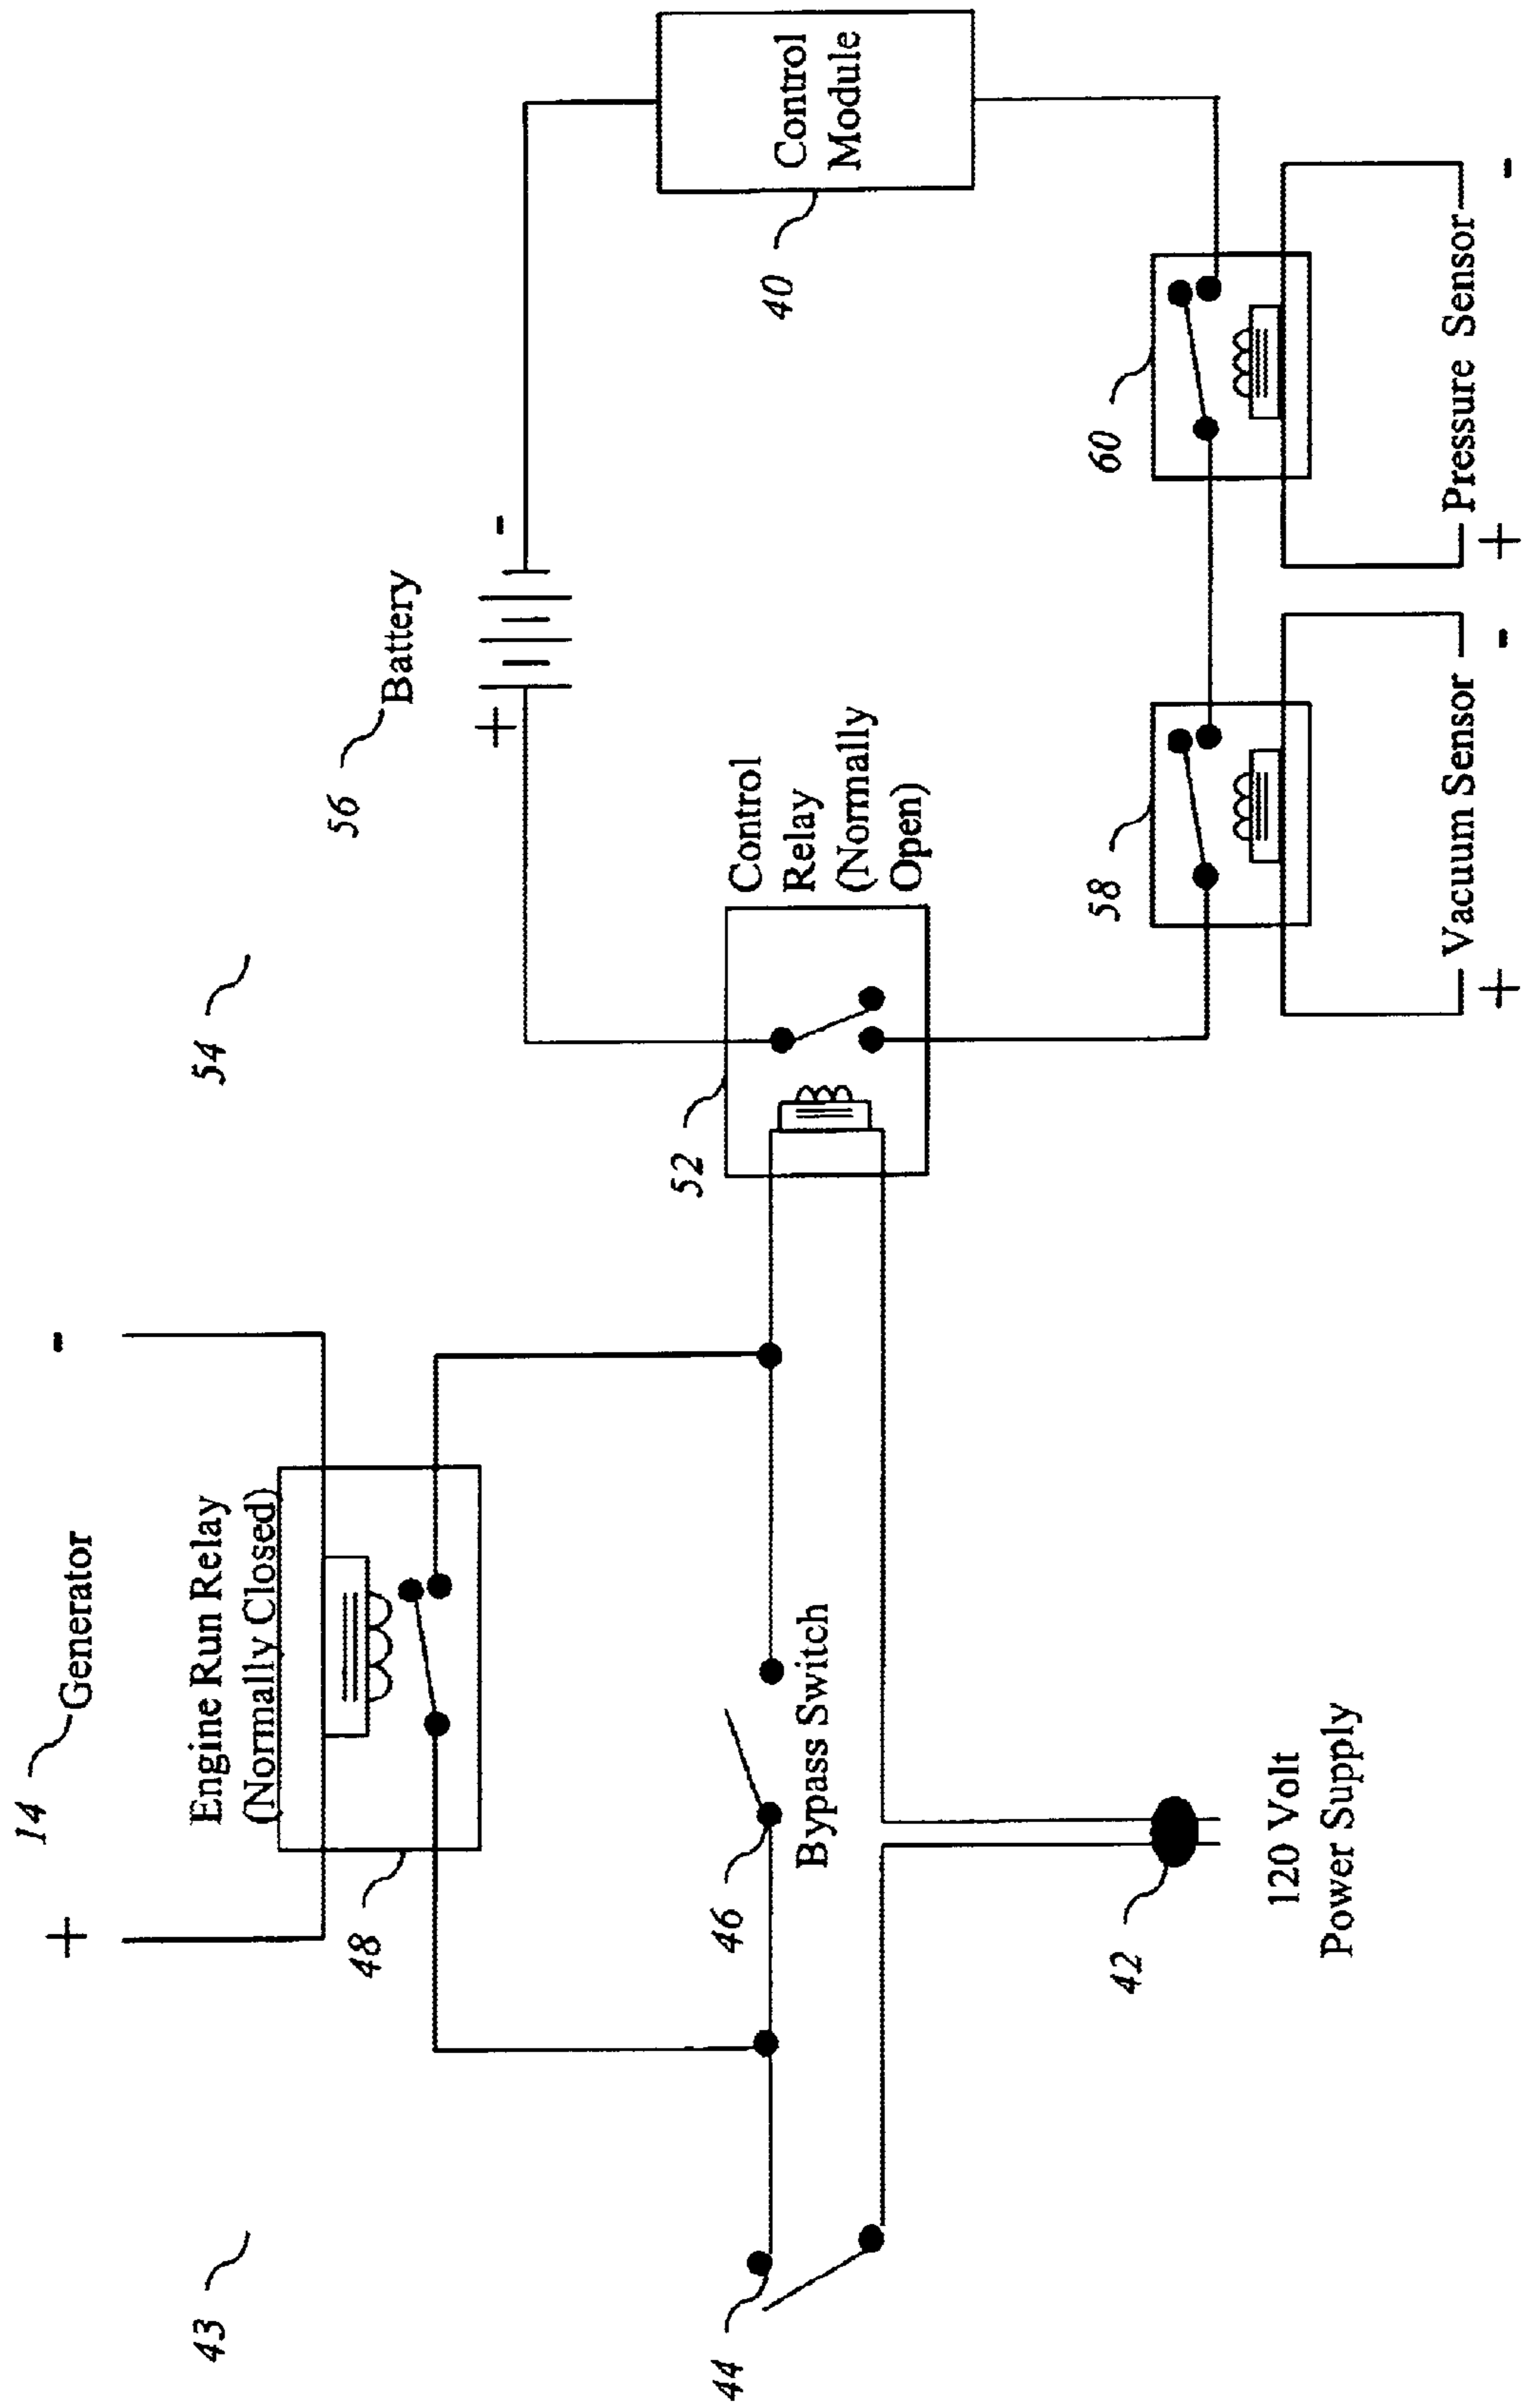 14
Generator
+
-
Engine Run Relay
(Normally Closed)
48
43
54
56
Battery
+
-
44
46
Bypass Switch
52
Control
Relay
(Normally
Open)
40
Control
Module
42
120 Volt
Power Supply
58
60
+
Vacuum Sensor
-
+
Pressure Sensor
-